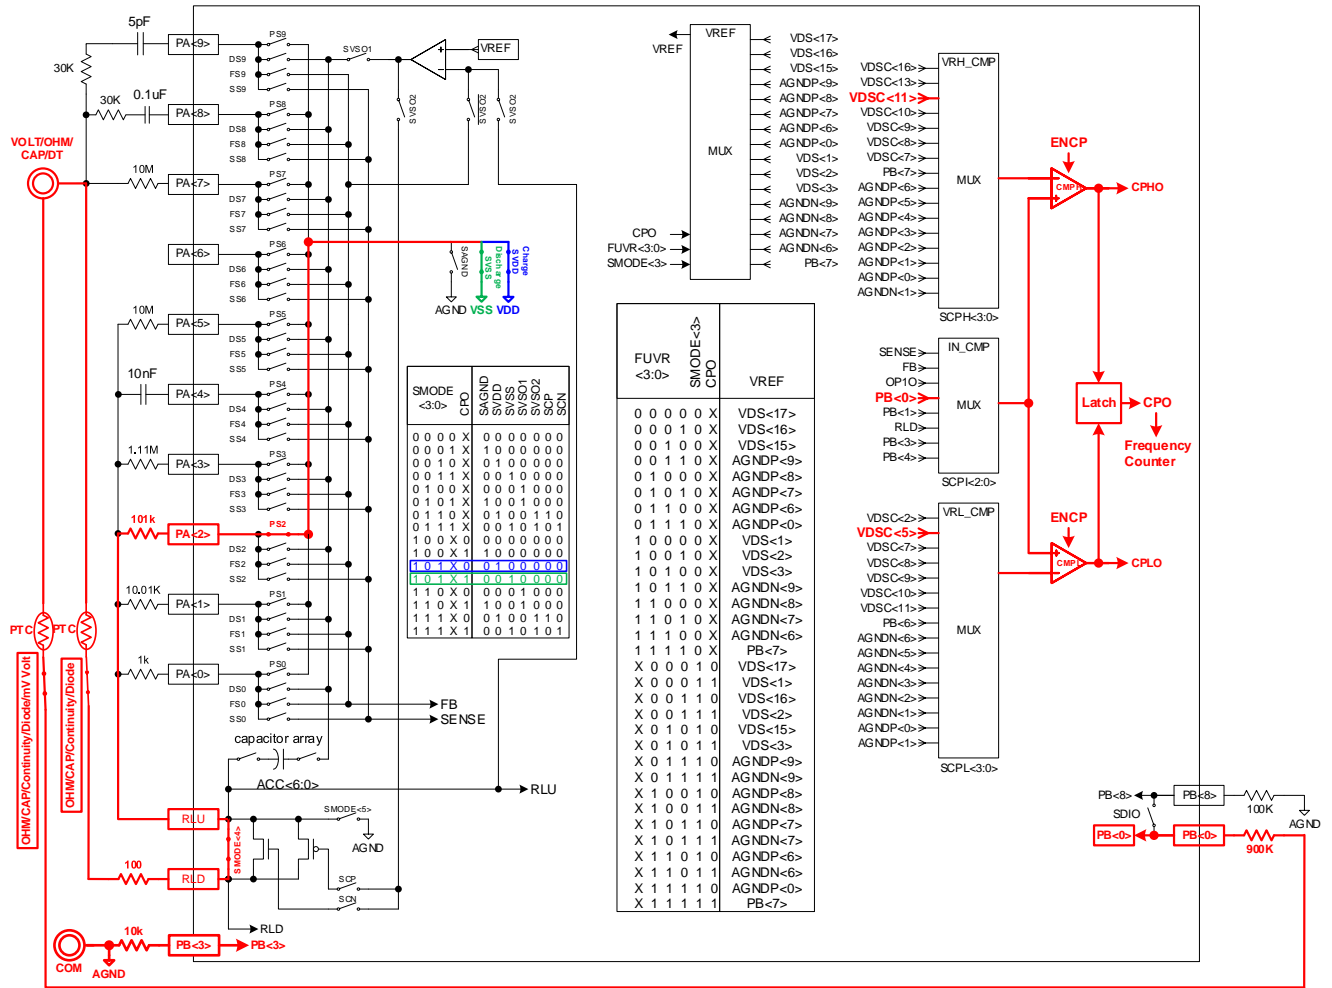 5pF
30K
30K
0.1uF
VOLT/OHM/
CAP/DT
10M
10M
10nF
1.11M
101k
10.01K
1k
PTC
PTC
OHM/CAP/Continuity/Diode/mV Volt
OHM/CAP/Continuity/Diode
100
10k
COM
AGND
PA<9>
PA<8>
PA<7>
PA<6>
PA<5>
PA<4>
PA<3>
PA<2>
PA<1>
PA<0>
RLU
RLD
PB<3>
PB<3>
PS9
DS9
FS9
SS9
PS8
DS8
FS8
SS8
PS7
DS7
FS7
SS7
PS6
DS6
FS6
SS6
PS5
DS5
FS5
SS5
PS4
DS4
FS4
SS4
PS3
DS3
FS3
SS3
PS2
DS2
FS2
SS2
PS1
DS1
FS1
SS1
PS0
DS0
FS0
SS0
SVSO1
VREF
SVSO2
SVSO2
SVSO2
SAGND
Discharge
SVSS
Charge
SVDD
AGND VSS VDD
FB
SENSE
capacitor array
ACC<6:0>
RLU
SMODE<4>
SMODE<5>
AGND
SCP
SCN
RLD
SMODE
<3:0>
CPO
SAGND
SVDD
SVSS
SVSO1
SVSO2
SCP
SCN
0 0 0 0 X 0 0 0 0 0 0 0
0 0 0 1 X 1 0 0 0 0 0 0
0 0 1 0 X 0 1 0 0 0 0 0
0 0 1 1 X 0 0 1 0 0 0 0
0 1 0 0 X 0 0 0 1 0 0 0
0 1 0 1 X 0 0 0 1 0 0 0
0 1 1 0 X 0 0 0 0 1 1 0
0 1 1 1 X 0 0 0 0 1 0 1
1 0 0 0 X 0 0 0 0 0 0 0
1 0 0 X 0 1 0 0 0 0 0 0
1 0 1 X 0 0 1 0 0 0 0 0
1 0 1 X 1 0 0 1 0 0 0 0
1 1 0 X 0 0 0 0 1 0 0 0
1 1 0 X 1 0 0 1 0 0 0 0
1 1 1 X 0 0 1 0 0 1 1 0
1 1 1 X 1 0 0 1 0 1 0 1
VREF
VREF
MUX
CPO
FUVR<3:0>
SMODE<3>
VDS<17>
VDS<16>
VDS<15>
AGNDP<9>
AGNDP<8>
AGNDP<7>
AGNDP<6>
AGNDP<0>
VDS<1>
VDS<2>
VDS<3>
AGNDN<9>
AGNDN<8>
AGNDN<7>
AGNDN<6>
PB<7>
FUVR
<3:0>
SMODE<3>
CPO
VREF
0 0 0 0 0 X VDS<17>
0 0 0 1 0 X VDS<16>
0 0 1 0 0 X VDS<15>
0 0 1 1 0 X AGNDP<9>
0 1 0 0 0 X AGNDP<8>
0 1 0 1 0 X AGNDP<7>
0 1 1 0 0 X AGNDP<6>
0 1 1 1 0 X AGNDP<0>
1 0 0 0 0 X VDS<1>
1 0 0 1 0 X VDS<2>
1 0 1 0 0 X VDS<3>
1 0 1 1 0 X AGNDN<9>
1 1 0 0 0 X AGNDN<8>
1 1 0 1 0 X AGNDN<7>
1 1 1 0 0 X AGNDN<6>
1 1 1 1 0 X PB<7>
X 0 0 0 1 0 VDS<17>
X 0 0 0 1 1 VDS<1>
X 0 0 1 1 0 VDS<16>
X 0 0 1 1 1 VDS<2>
X 0 1 0 1 0 VDS<15>
X 0 1 0 1 1 VDS<3>
X 0 1 1 1 0 AGNDP<9>
X 0 1 1 1 1 AGNDN<9>
X 1 0 0 1 0 AGNDP<8>
X 1 0 0 1 1 AGNDN<8>
X 1 0 1 1 0 AGNDP<7>
X 1 0 1 1 1 AGNDN<7>
X 1 1 0 1 0 AGNDP<6>
X 1 1 0 1 1 AGNDN<6>
X 1 1 1 1 0 AGNDP<0>
X 1 1 1 1 1 PB<7>
VRH_CMP
VDSC<16>
VDSC<13>
VDSC<11>
VDSC<10>
VDSC<9>
VDSC<8>
VDSC<7>
PB<7>
AGNDP<6>
AGNDP<5>
AGNDP<4>
AGNDP<3>
AGNDP<2>
AGNDP<1>
AGNDP<0>
AGNDN<1>
MUX
SCPH<3:0>
IN_CMP
SENSE
FB
OP1O
PB<0>
PB<1>
RLD
PB<3>
PB<4>
MUX
SCPI<2:0>
VRL_CMP
VDSC<2>
VDSC<5>
VDSC<7>
VDSC<8>
VDSC<9>
VDSC<10>
VDSC<11>
PB<6>
AGNDN<6>
AGNDN<5>
AGNDN<4>
AGNDN<3>
AGNDN<2>
AGNDN<1>
AGNDP<0>
AGNDP<1>
MUX
SCPL<3:0>
ENCP
CPHO
Latch
CPO
Frequency
Counter
ENCP
CPLO
PB<8>
PB<8>
100K
AGND
SDIO
PB<0>
PB<0>
900K